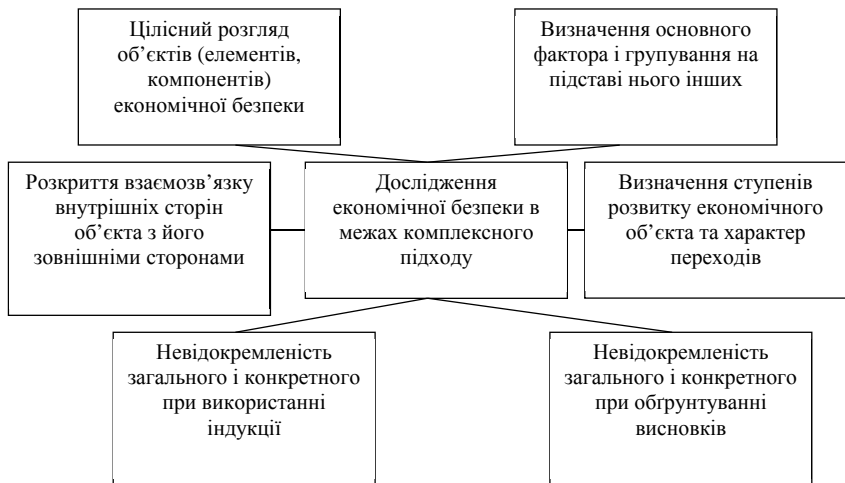 Цілісний розгляд
об’єктів (елементів,
компонентів)
економічної безпеки
Визначення основного
фактора і групування на
підставі нього інших
Розкриття взаємозв’язку
внутрішніх сторін
об’єкта з його
зовнішніми сторонами
Дослідження
економічної безпеки в
межах комплексного
підходу
Визначення ступенів
розвитку економічного
об’єкта та характер
переходів
Невідокремленість
загального і конкретного
при використанні
індукції
Невідокремленість
загального і конкретного
при обґрунтуванні
висновків